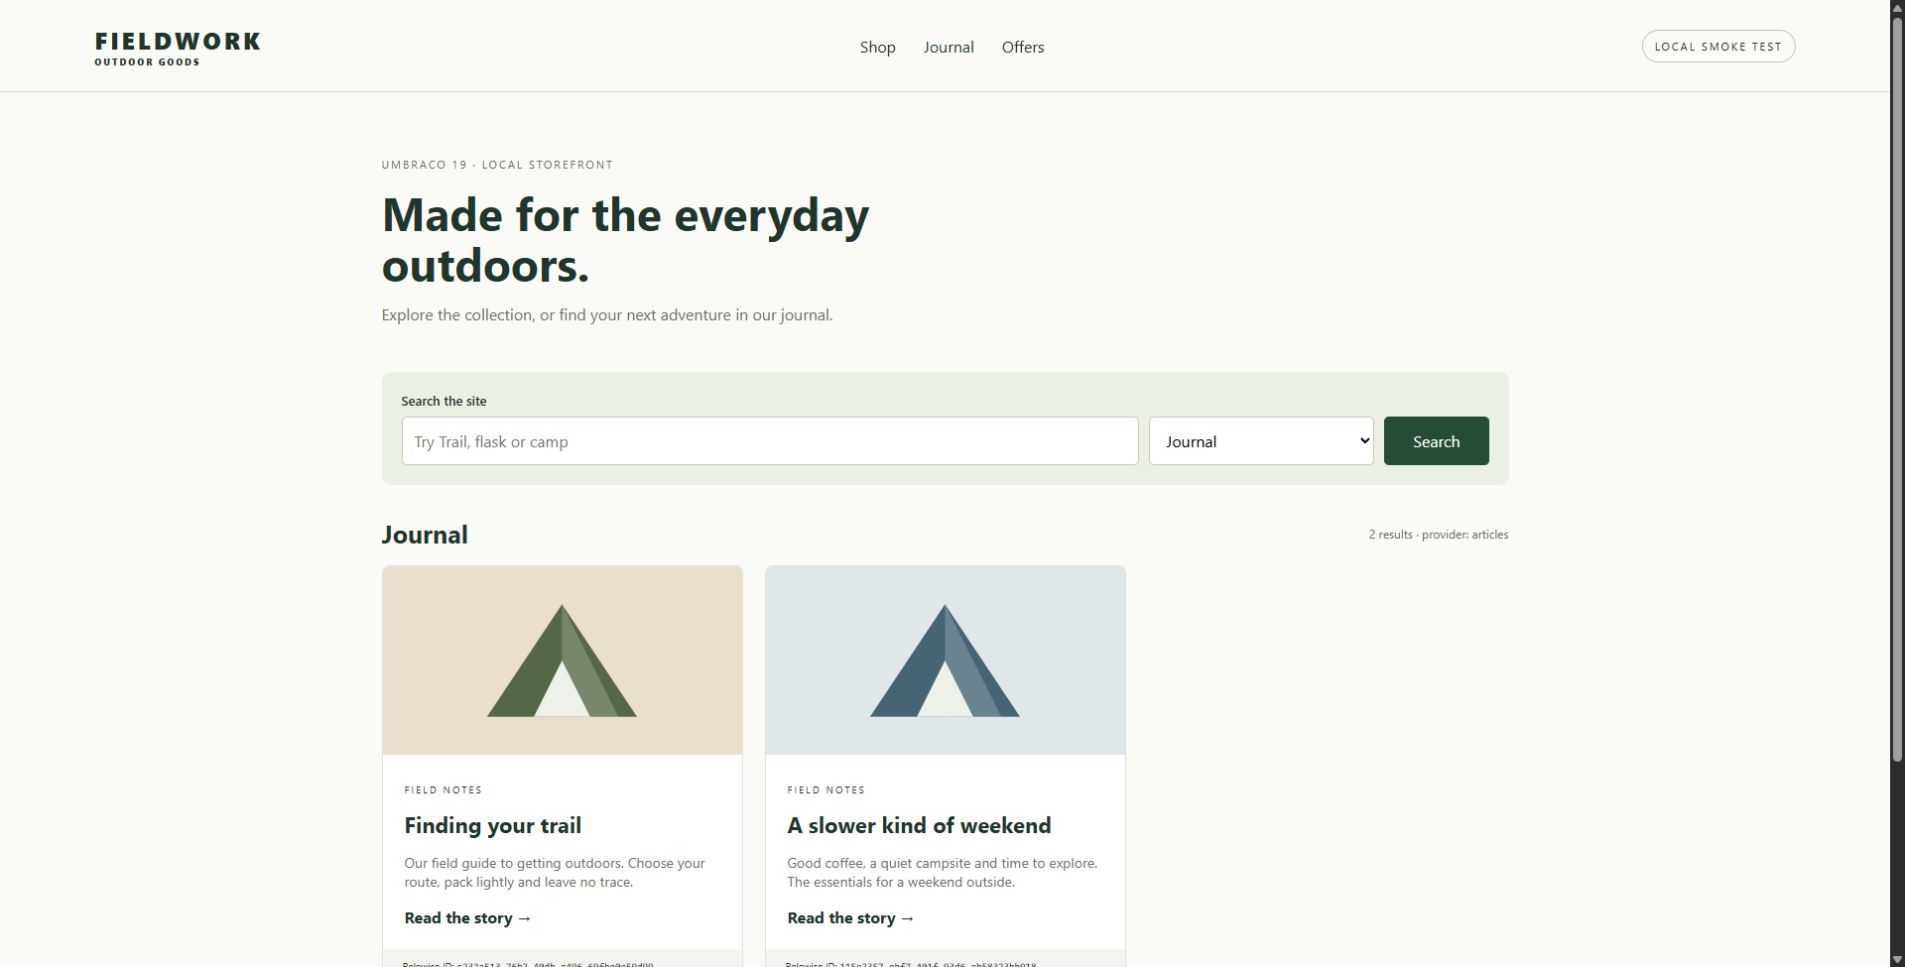 FIELDWORK
OUTDOOR GOODS
Shop
Journal
Offers
LOCAL SMOKE TEST
UMBRACO 19 · LOCAL STOREFRONT
Made for the everyday
outdoors.
Explore the collection, or find your next adventure in our journal.
Search the site
Try Trail, flask or camp
Journal
Search
Journal
2 results · provider: articles
FIELD NOTES
Finding your trail
Our field guide to getting outdoors. Choose your
route, pack lightly and leave no trace.
Read the story →
FIELD NOTES
A slower kind of weekend
Good coffee, a quiet campsite and time to explore.
The essentials for a weekend outside.
Read the story →